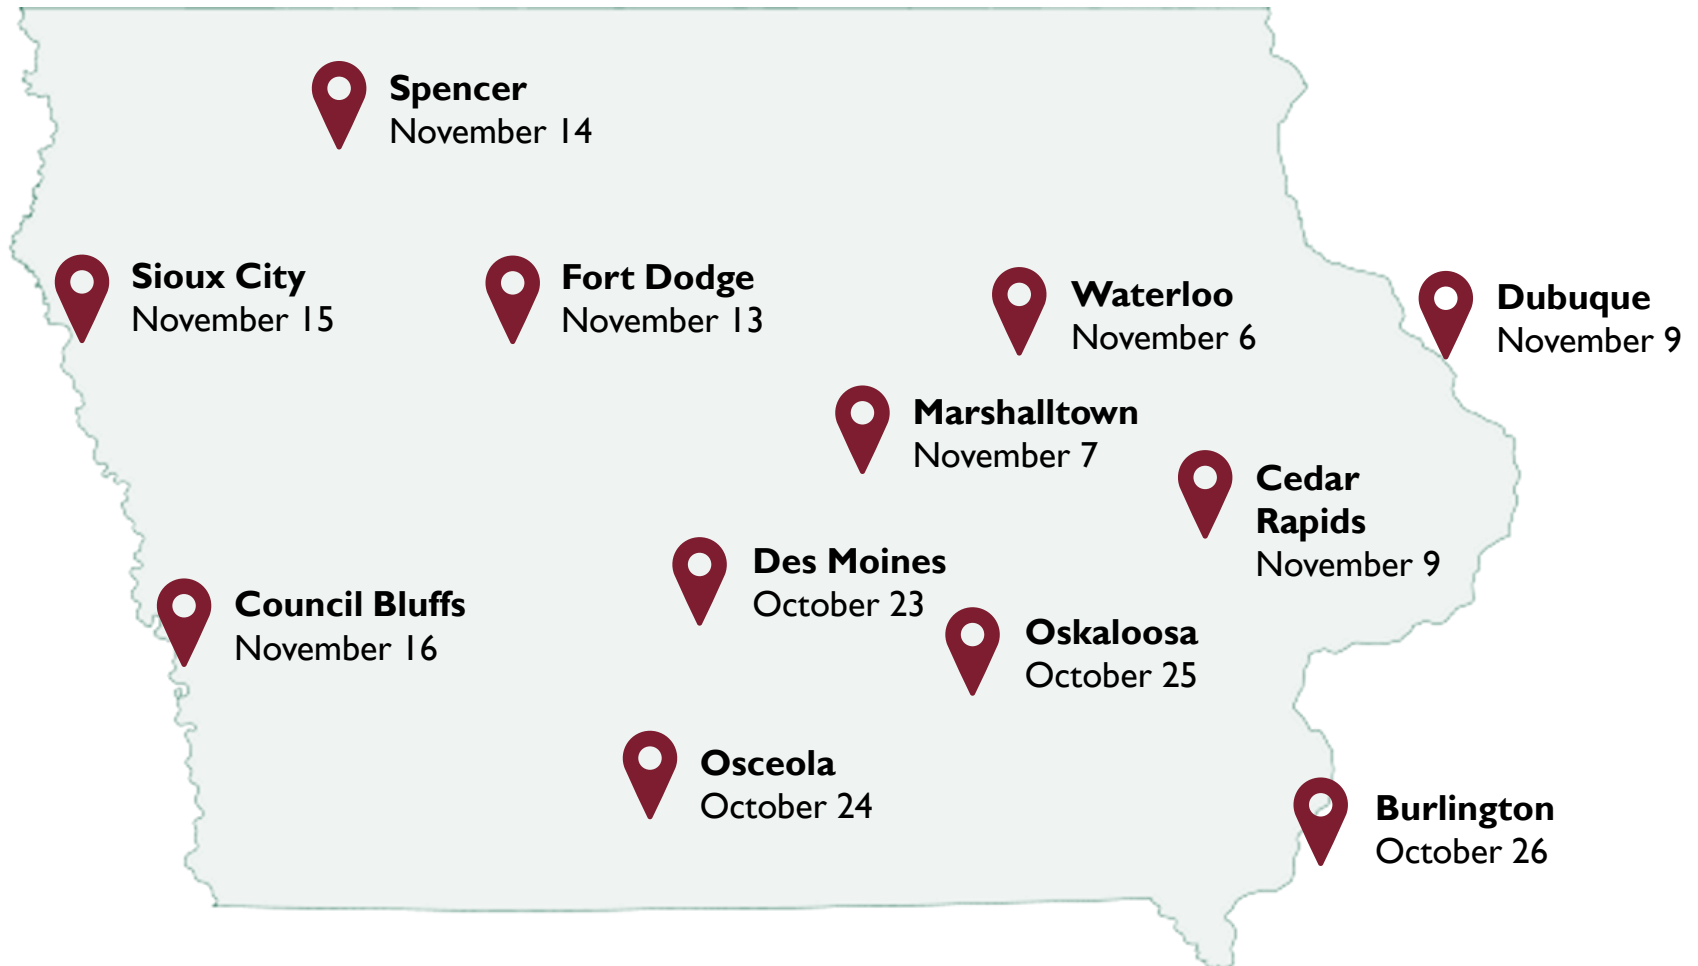 Spencer
November 14
Sioux City
November 15
Fort Dodge
November 13
Waterloo
November 6
Dubuque
November 9
Marshalltown
November 7
Cedar
Rapids
November 9
Des Moines
October 23
Council Bluffs
November 16
Oskaloosa
October 25
Osceola
October 24
Burlington
October 26